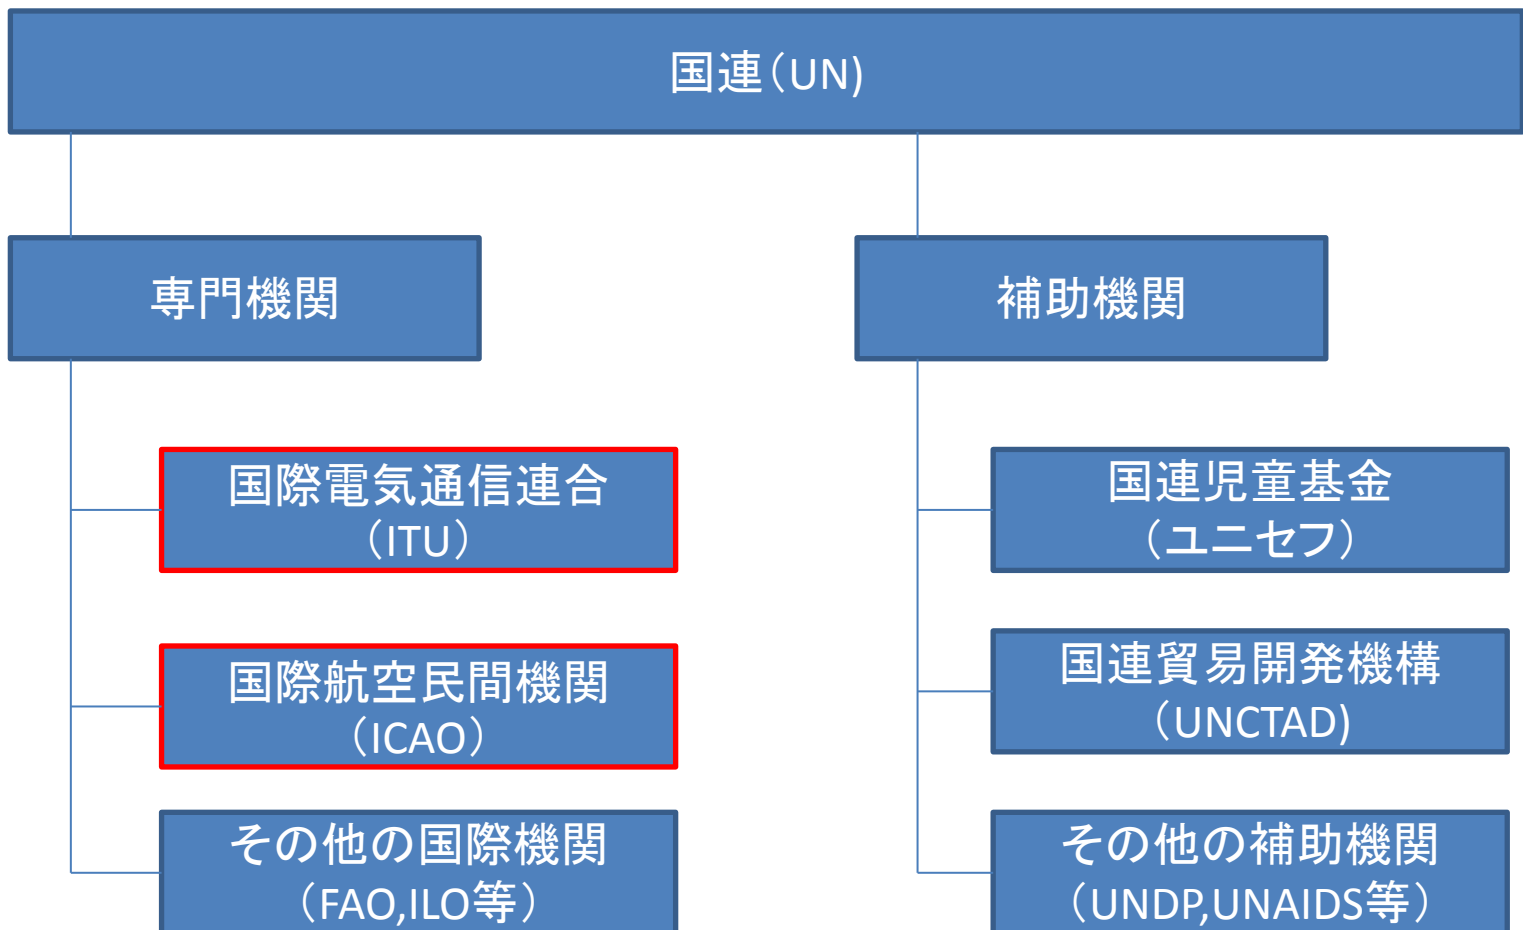 国連（UN)
専門機関
補助機関
国際電気通信連合
（ITU）
国際航空民間機関
（ICAO）
その他の国際機関
（FAO,ILO等）
国連児童基金
（ユニセフ）
国連貿易開発機構
（UNCTAD)
その他の補助機関
（UNDP,UNAIDS等）